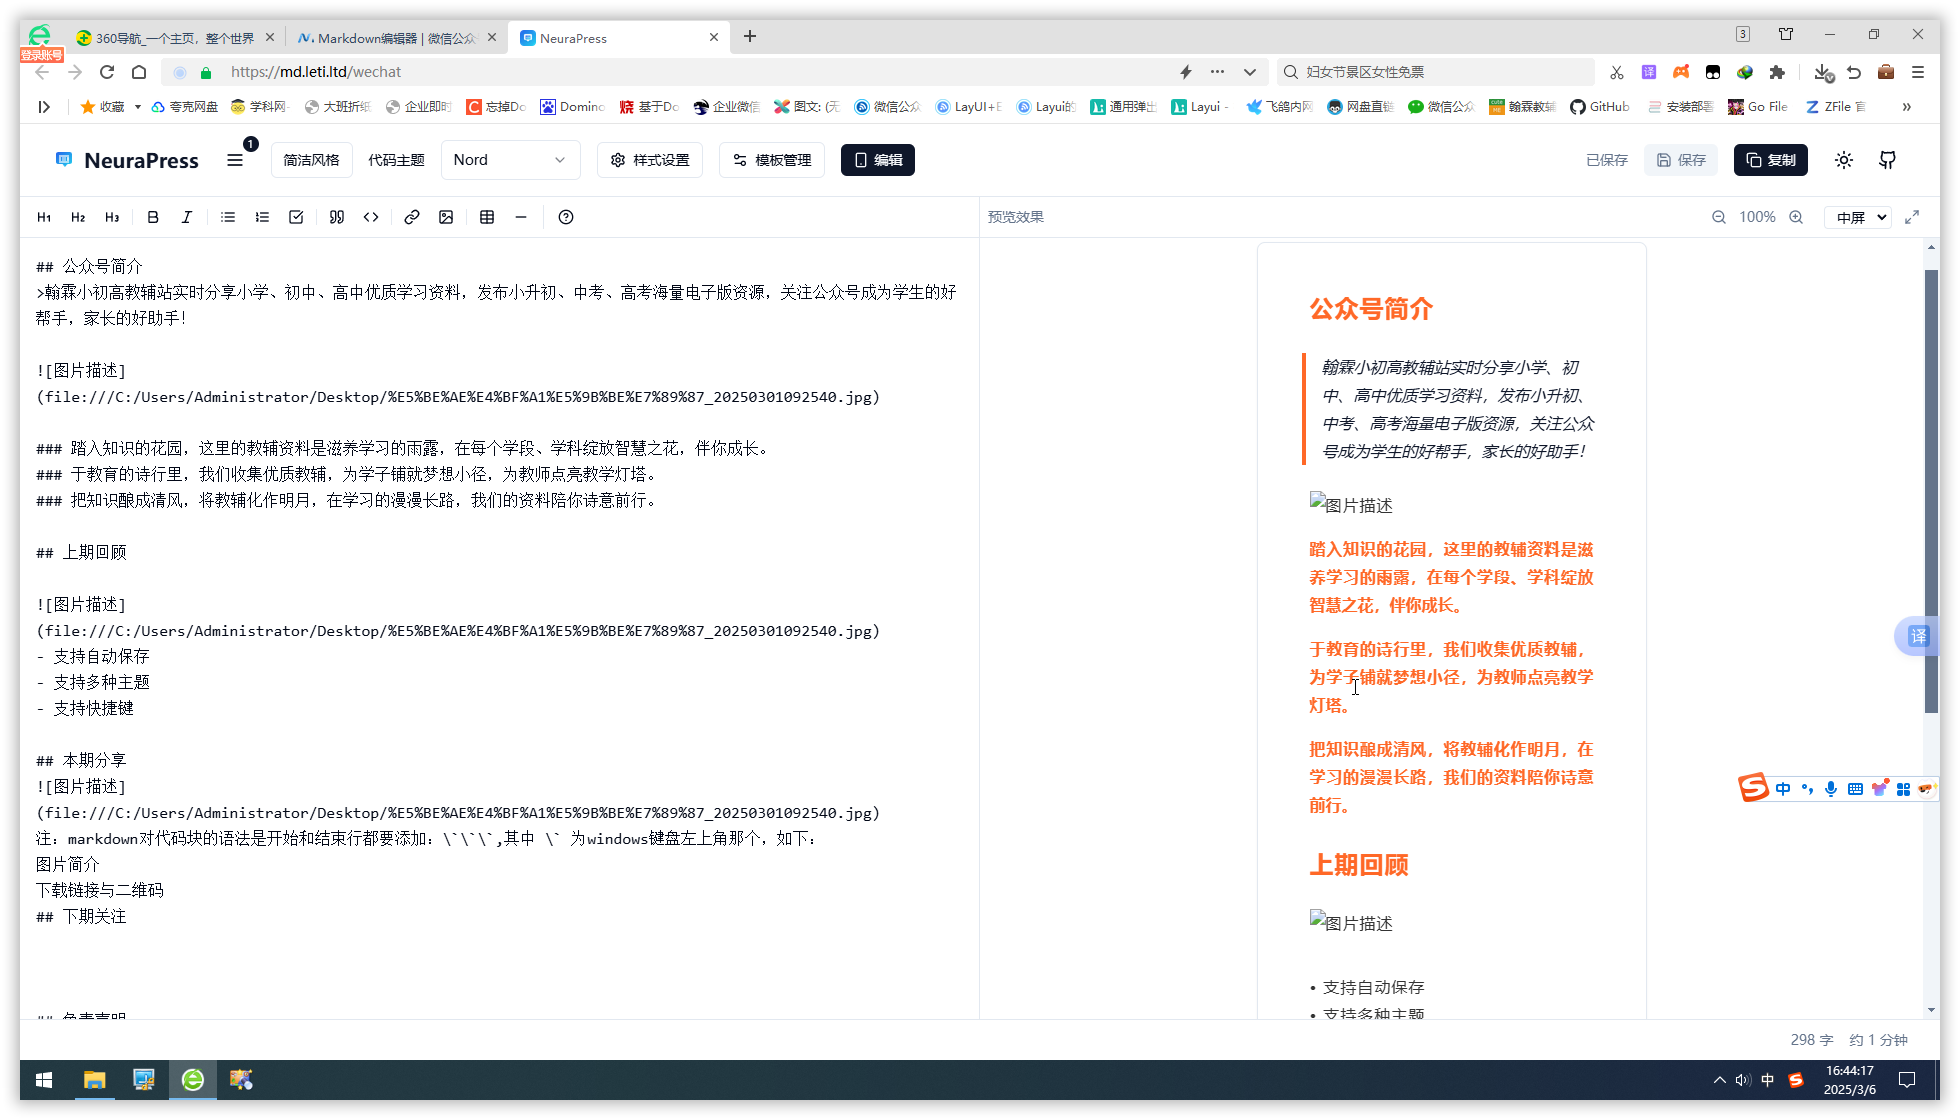 登录账号
360导航_一个主页，整个世界
Markdown编辑器 | 微信公众
NeuraPress
3
https://md.leti.ltd/wechat
妇女节景区女性免票
收藏
夸克网盘
学科网
大班折纸
企业即时
忘掉Do
Domino
基于Do
企业微信
图文: (无
微信公众
LayUI+E
Layui的
通用弹出
Layui -
飞鸽内网
网盘直链
微信公众
翰霖教辅
GitHub
安装部署
Go File
ZFile 官
NeuraPress
1
简洁风格
代码主题
Nord
样式设置
模板管理
编辑
已保存
保存
复制
H1 H2 H3
预览效果
100%
中屏
## 公众号简介
>翰霖小初高教辅站实时分享小学、初中、高中优质学习资料，发布小升初、中考、高考海量电子版资源，关注公众号成为学生的好
帮手，家长的好助手！
![图片描述]
(file:///C:/Users/Administrator/Desktop/%E5%BE%AE%E4%BF%A1%E5%9B%BE%E7%89%87_20250301092540.jpg)
### 踏入知识的花园，这里的教辅资料是滋养学习的雨露，在每个学段、学科绽放智慧之花，伴你成长。
### 于教育的诗行里，我们收集优质教辅，为学子铺就梦想小径，为教师点亮教学灯塔。
### 把知识酿成清风，将教辅化作明月，在学习的漫漫长路，我们的资料陪你诗意前行。
## 上期回顾
![图片描述]
(file:///C:/Users/Administrator/Desktop/%E5%BE%AE%E4%BF%A1%E5%9B%BE%E7%89%87_20250301092540.jpg)
- 支持自动保存
- 支持多种主题
- 支持快捷键
## 本期分享
![图片描述]
(file:///C:/Users/Administrator/Desktop/%E5%BE%AE%E4%BF%A1%E5%9B%BE%E7%89%87_20250301092540.jpg)
注：markdown对代码块的语法是开始和结束行都要添加：\`\`\`,其中 \` 为windows键盘左上角那个，如下：
图片简介
下载链接与二维码
## 下期关注
## 免责声明
公众号简介
翰霖小初高教辅站实时分享小学、初
中、高中优质学习资料，发布小升初、
中考、高考海量电子版资源，关注公众
号成为学生的好帮手，家长的好助手！
图片描述
踏入知识的花园，这里的教辅资料是滋
养学习的雨露，在每个学段、学科绽放
智慧之花，伴你成长。
于教育的诗行里，我们收集优质教辅，
为学子铺就梦想小径，为教师点亮教学
灯塔。
把知识酿成清风，将教辅化作明月，在
学习的漫漫长路，我们的资料陪你诗意
前行。
上期回顾
图片描述
• 支持自动保存
• 支持多种主题
译
中
298 字 约 1 分钟
中
16:44:17
2025/3/6